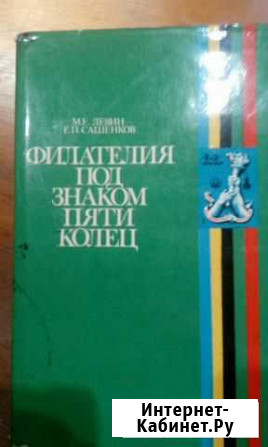 М.Е. ЛЕВИН
Е.П. САШЕНКОВ
ФИЛАТЕЛИЯ
ПОД
ЗНАКОМ
ПЯТИ
КОЛЕЦ
Интернет-
Кабинет.Ру